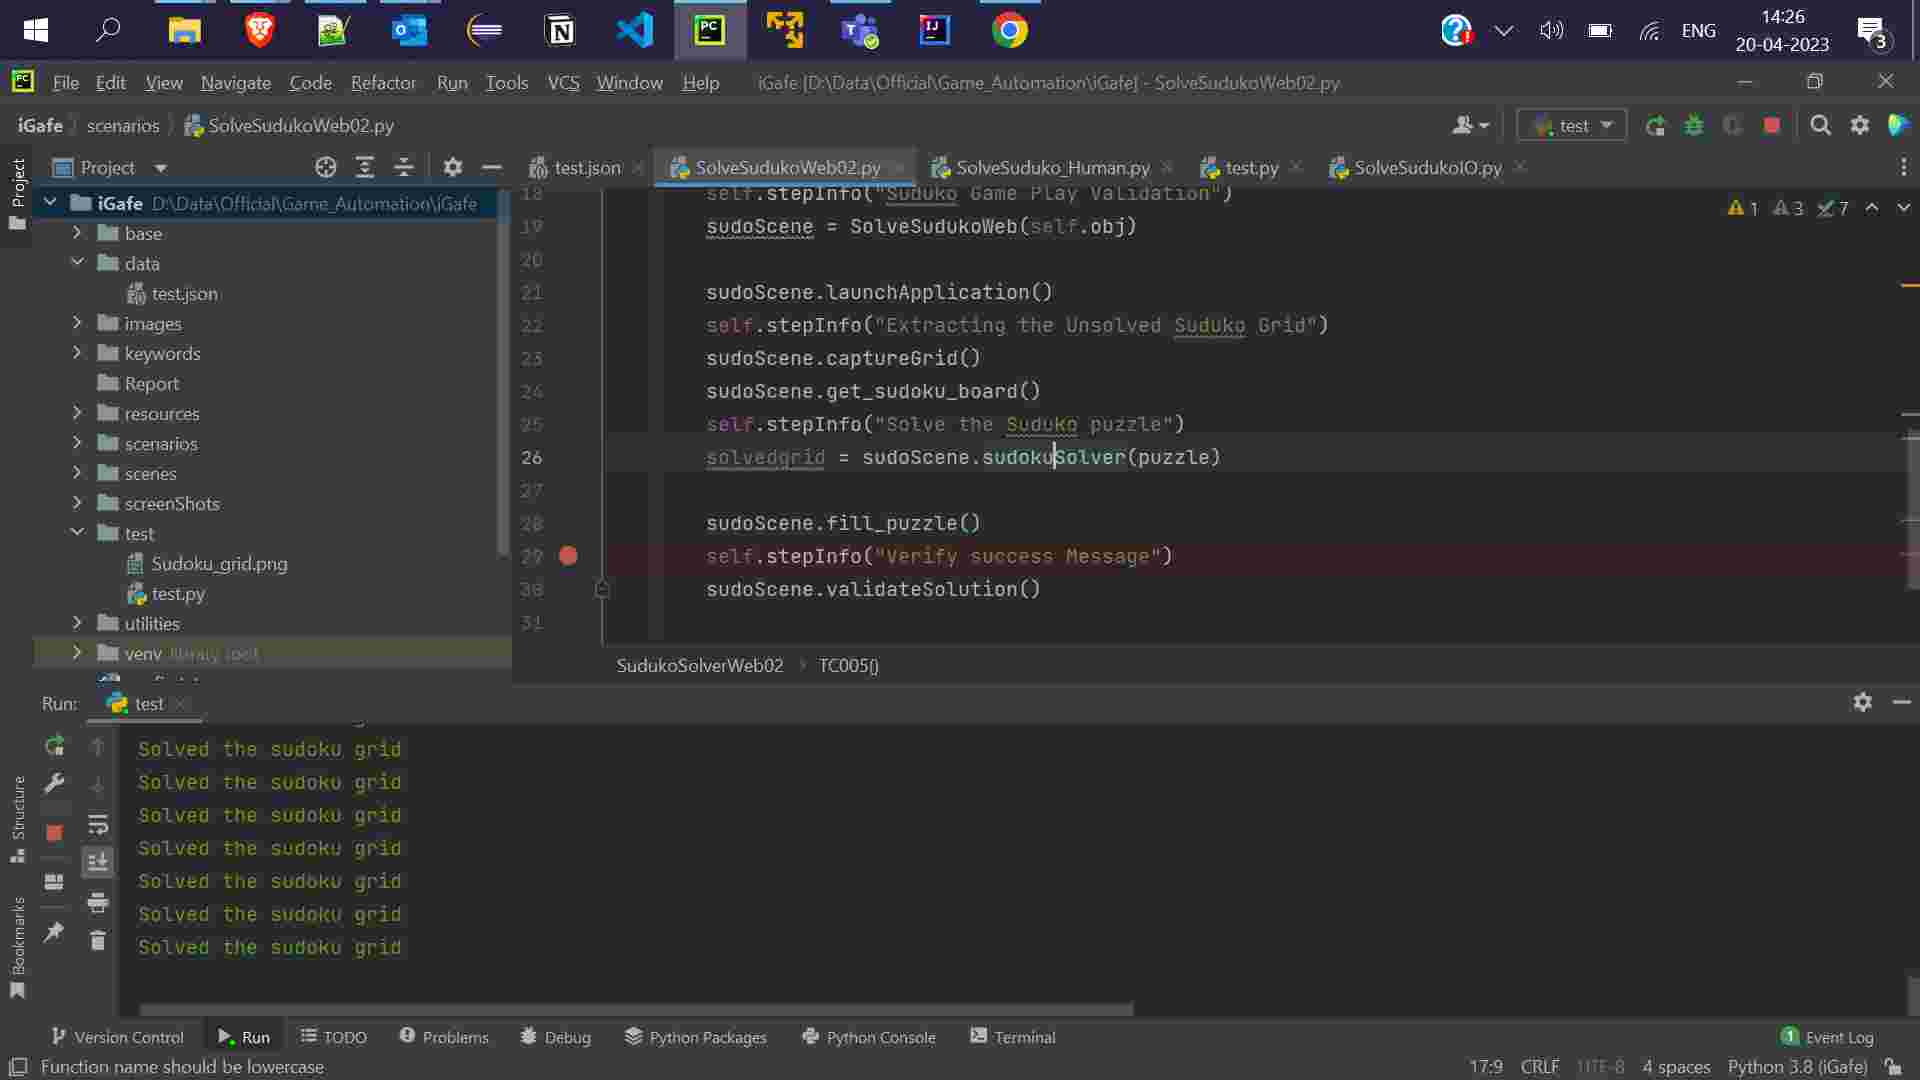 14:26
ENG
20-04-2023
3
File Edit View Navigate Code Refactor Run Tools VCS Window Help iGafe [D:\Data\Official\Game_Automation\iGafe] - SolveSudukoWeb02.py
iGafe scenarios SolveSudukoWeb02.py
test
Project
test.json SolveSudukoWeb02.py SolveSuduko_Human.py test.py SolveSudukoIO.py
Project
iGafe D:\Data\Official\Game_Automation\iGafe
base
data
test.json
images
keywords
Report
resources
scenarios
scenes
screenShots
test
Sudoku_grid.png
test.py
utilities
venv library root
1 3 7
18 self.stepInfo("Suduko Game Play Validation")
19 sudoScene = SolveSudukoWeb(self.obj)
20
21 sudoScene.launchApplication()
22 self.stepInfo("Extracting the Unsolved Suduko Grid")
23 sudoScene.captureGrid()
24 sudoScene.get_sudoku_board()
25 self.stepInfo("Solve the Suduko puzzle")
26 solvedgrid = sudoScene.sudokuSolver(puzzle)
27
28 sudoScene.fill_puzzle()
29 self.stepInfo("Verify success Message")
30 sudoScene.validateSolution()
31
SudukoSolverWeb02 TC005()
Run: test
Solved the sudoku grid
Solved the sudoku grid
Solved the sudoku grid
Solved the sudoku grid
Solved the sudoku grid
Solved the sudoku grid
Solved the sudoku grid
Structure
Bookmarks
Version Control Run TODO Problems Debug Python Packages Python Console Terminal 1 Event Log
Function name should be lowercase 17:9 CRLF UTF-8 4 spaces Python 3.8 (iGafe)